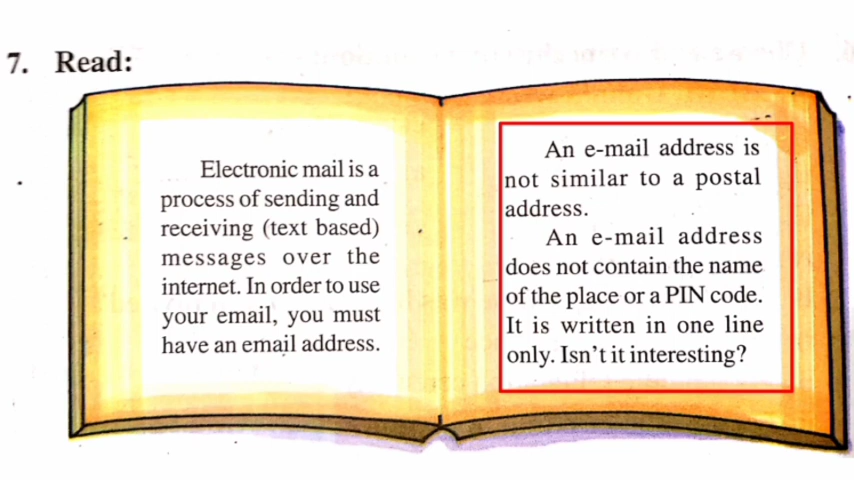 7. Read:
Electronic mail is a
process of sending and
receiving (text based)
messages over the
internet. In order to use
your email, you must
have an email address.
An e-mail address is
not similar to a postal
address.
An e-mail address
does not contain the name
of the place or a PIN code.
It is written in one line
only. Isn't it interesting?